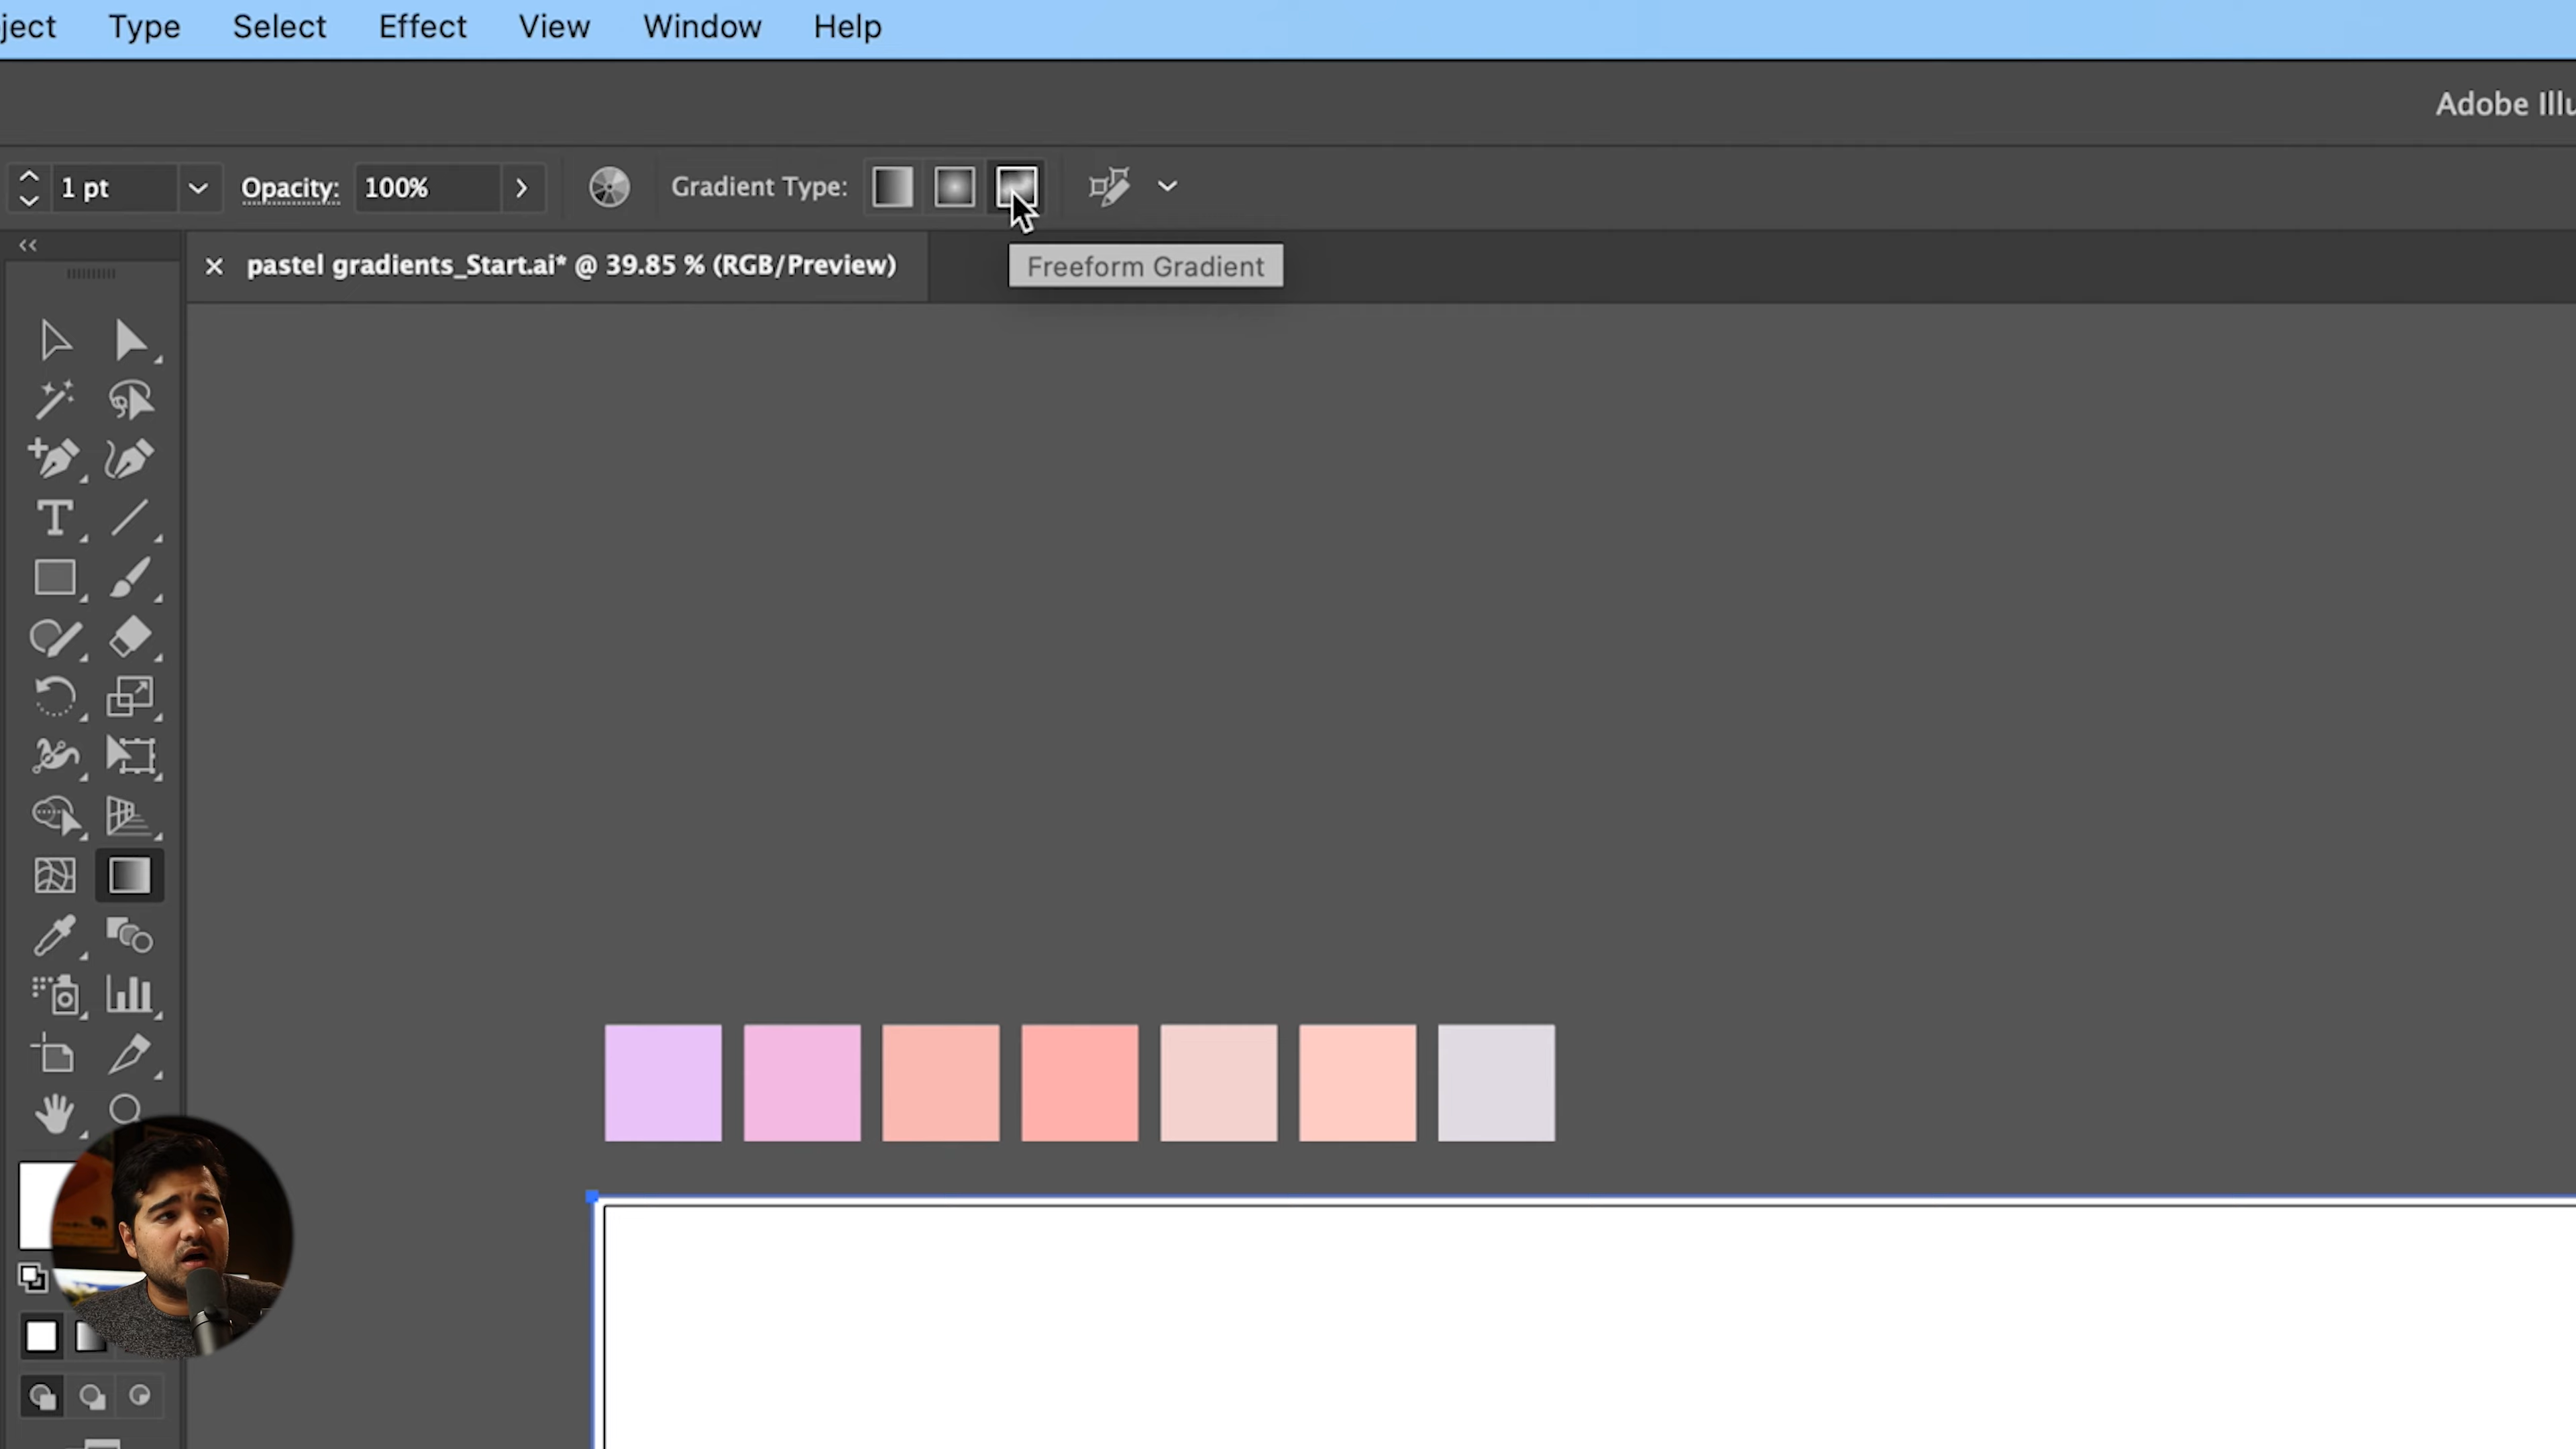 ject Type Select Effect View Window Help
Adobe Illu
1 pt Opacity: 100% Gradient Type:
pastel gradients_Start.ai* @ 39.85 % (RGB/Preview)
Freeform Gradient